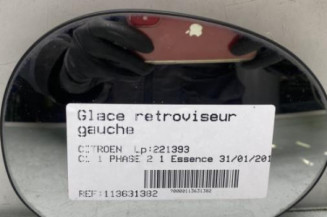 Glace retroviseur
gauche
CITROEN Lp:221393
C1 1 PHASE 2 1 Essence 31/01/201
REF:113631382